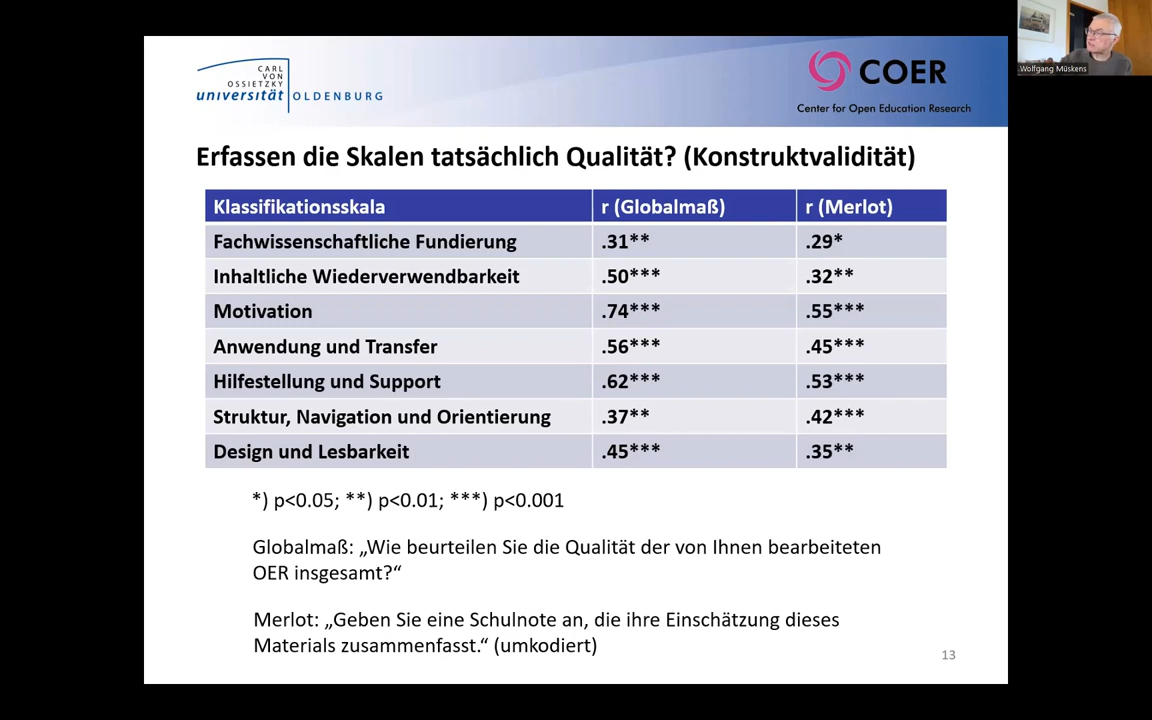 Wolfgang Müskens
CARL
VON
OSSIETZKY
universität OLDENBURG
COER
Center for Open Education Research
Erfassen die Skalen tatsächlich Qualität? (Konstruktvalidität)
Klassifikationsskala r (Globalmaß) r (Merlot)
Fachwissenschaftliche Fundierung .31** .29*
Inhaltliche Wiederverwendbarkeit .50*** .32**
Motivation .74*** .55***
Anwendung und Transfer .56*** .45***
Hilfestellung und Support .62*** .53***
Struktur, Navigation und Orientierung .37** .42***
Design und Lesbarkeit .45*** .35**
*) p<0.05; **) p<0.01; ***) p<0.001
Globalmaß: „Wie beurteilen Sie die Qualität der von Ihnen bearbeiteten
OER insgesamt?“
Merlot: „Geben Sie eine Schulnote an, die ihre Einschätzung dieses
Materials zusammenfasst.“ (umkodiert)
13